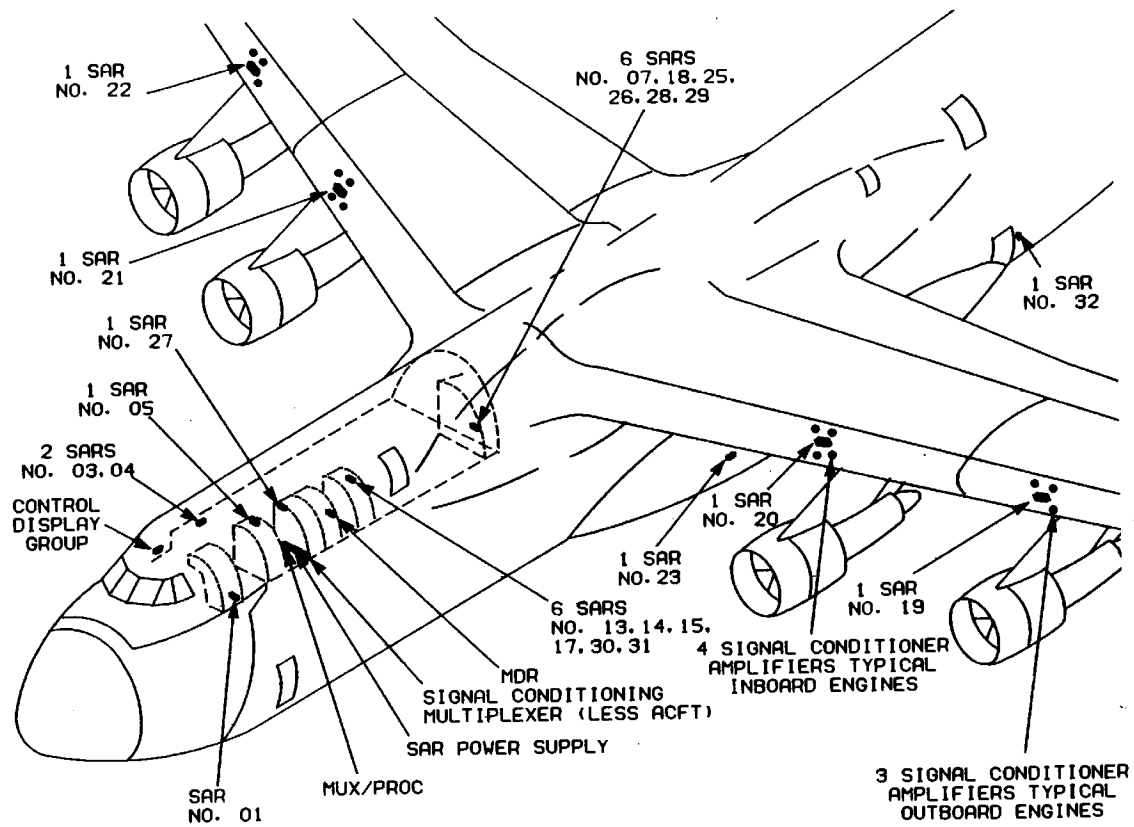 1 SAR
NO. 22
6 SARS
NO. 07.18.25.
26.28.29
1 SAR
NO. 21
1 SAR
NO. 32
1 SAR
NO. 27
1 SAR
NO. 05
2 SARS
NO. 03,04
CONTROL
DISPLAY
GROUP
1 SAR
NO. 20
1 SAR
NO. 23
1 SAR
NO. 19
6 SARS
NO. 13.14.15.
17.30.31
4 SIGNAL CONDITIONER
AMPLIFIERS TYPICAL
INBOARD ENGINES
MDR
SIGNAL CONDITIONING
MULTIPLEXER (LESS ACFT)
SAR POWER SUPPLY
MUX/PROC
SAR
NO. 01
3 SIGNAL CONDITIONER
AMPLIFIERS TYPICAL
OUTBOARD ENGINES